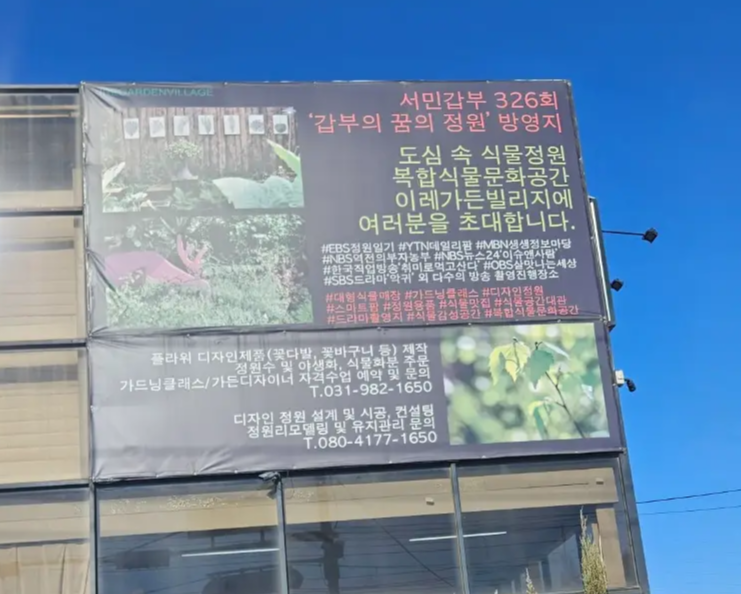 GARDENVILLAGE
서민갑부 326회
'갑부의 꿈의 정원' 방영지
도심 속 식물정원
복합식물문화공간
이레가든빌리지에
여러분을 초대합니다.
#EBS정원일기 #YTN데일리팜 #MBN생생정보마당
#NBS역전의부자농부 #NBS뉴스24'이슈앤사람'
#한국직업방송'취미로먹고산다' #OBS살맛나는세상
#SBS드라마'악귀' 외 다수의 방송 촬영진행장소
#대형식물매장 #가드닝클래스 #디자인정원
#스마트팜 #정원용품 #식물맛집 #식물공간대관
#드라마촬영지 #식물감성공간 #복합식물문화공간
플라워 디자인제품(꽃다발, 꽃바구니 등) 제작
정원수 및 야생화, 식물화분 주문
가드닝클래스/가든디자이너 자격수업 예약 및 문의
T.031-982-1650
디자인 정원 설계 및 시공, 컨설팅
정원리모델링 및 유지관리 문의
T.080-4177-1650